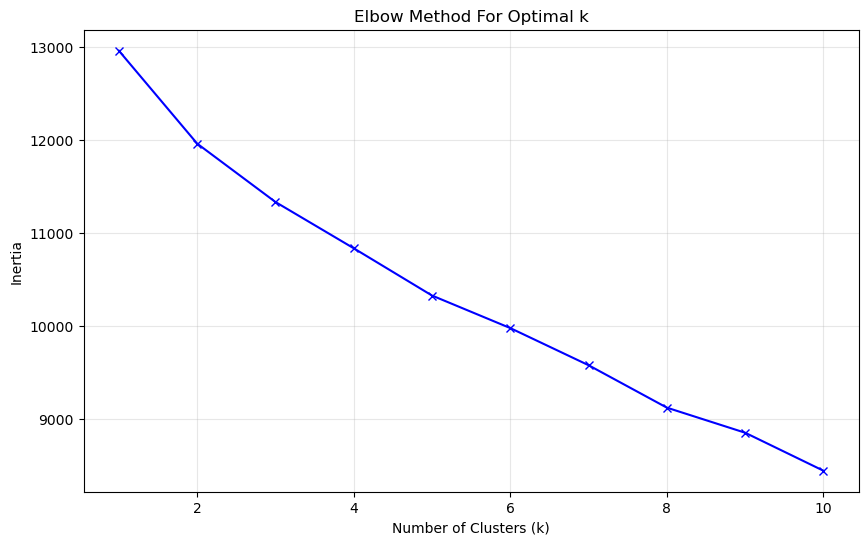 Elbow Method For Optimal k
13000
12000
11000
10000
9000
Inertia
2 4 6 8 10
Number of Clusters (k)